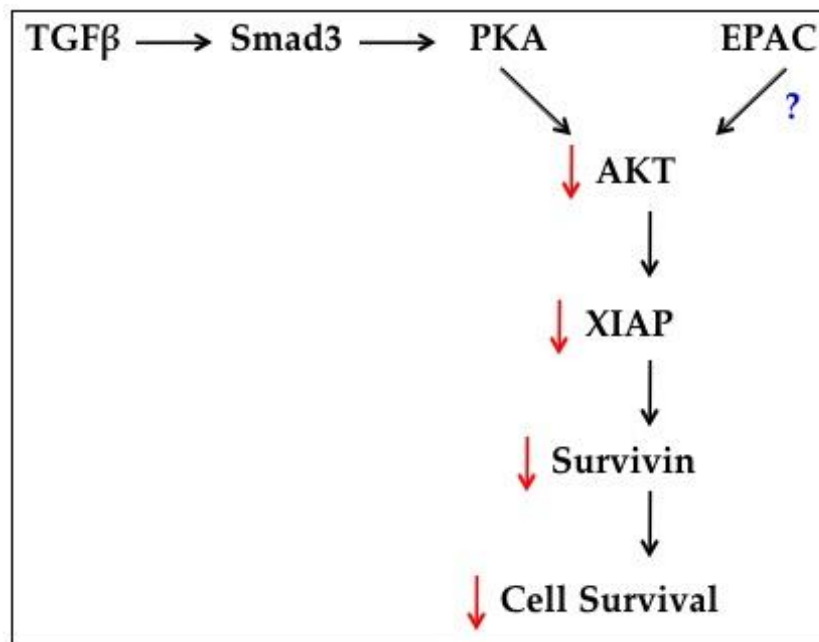 TGFβ Smad3 PKA EPAC
?
AKT
XIAP
Survivin
Cell Survival